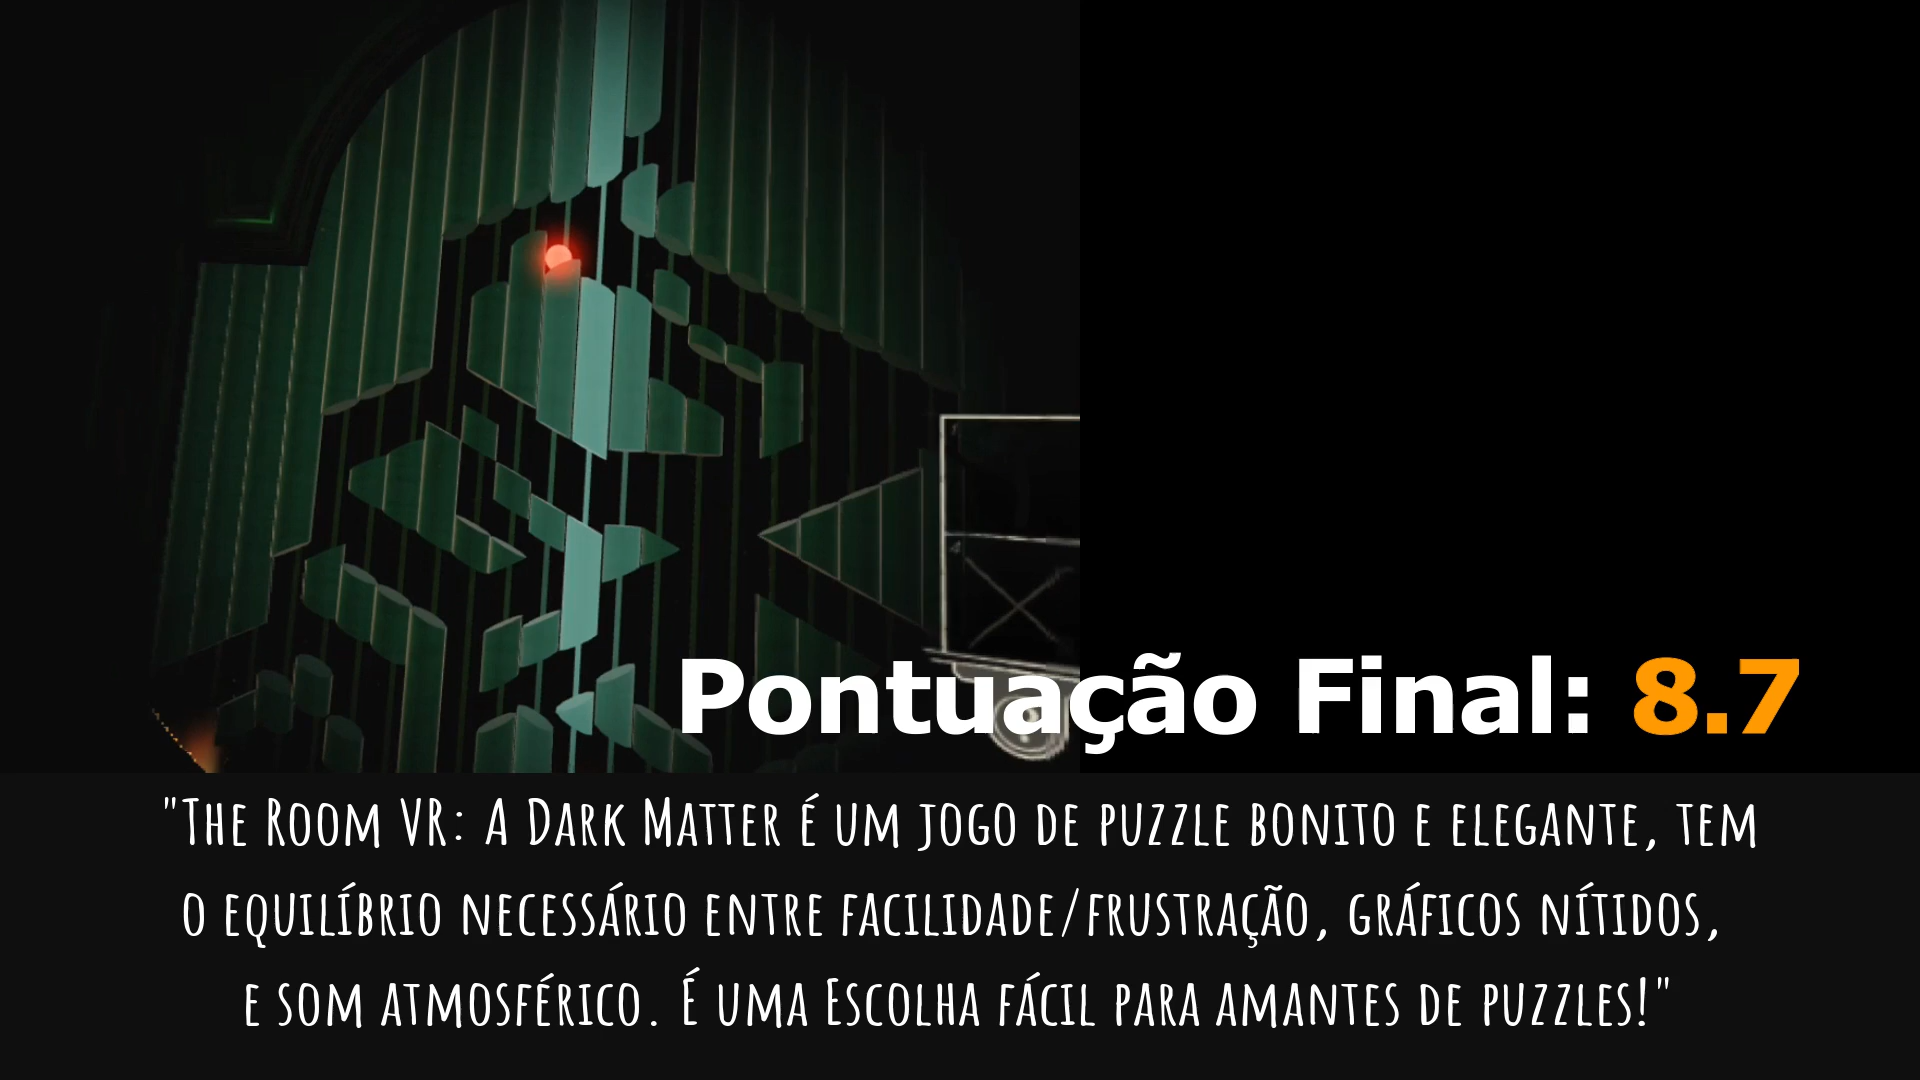 Pontuação Final: 8.7
"The Room VR: A Dark Matter é um jogo de puzzle bonito e elegante, tem
o equilíbrio necessário entre facilidade/frustração, gráficos nítidos,
e som atmosférico. É uma Escolha fácil para amantes de puzzles!"